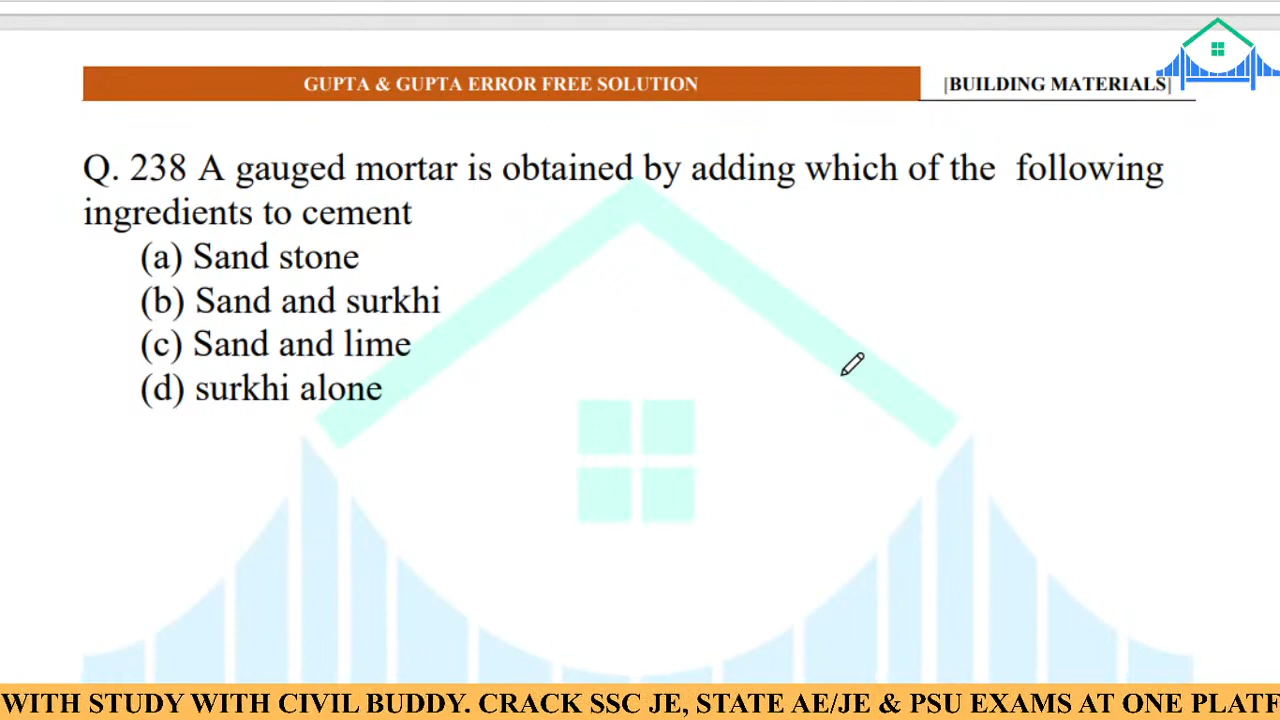 GUPTA & GUPTA ERROR FREE SOLUTION
[BUILDING MATERIALS]
Q. 238 A gauged mortar is obtained by adding which of the following
ingredients to cement
(a) Sand stone
(b) Sand and surkhi
(c) Sand and lime
(d) surkhi alone
WITH STUDY WITH CIVIL BUDDY. CRACK SSC JE, STATE AE/JE & PSU EXAMS AT ONE PLATF